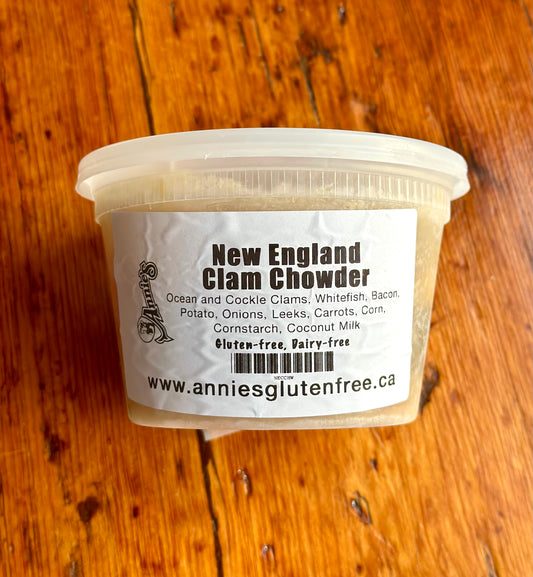 Annie's
New England
Clam Chowder
Ocean and Cockle Clams, Whitefish, Bacon,
Potato, Onions, Leeks, Carrots, Corn,
Cornstarch, Coconut Milk
Gluten-free, Dairy-free
NECCHW
www.anniesglutenfree.ca